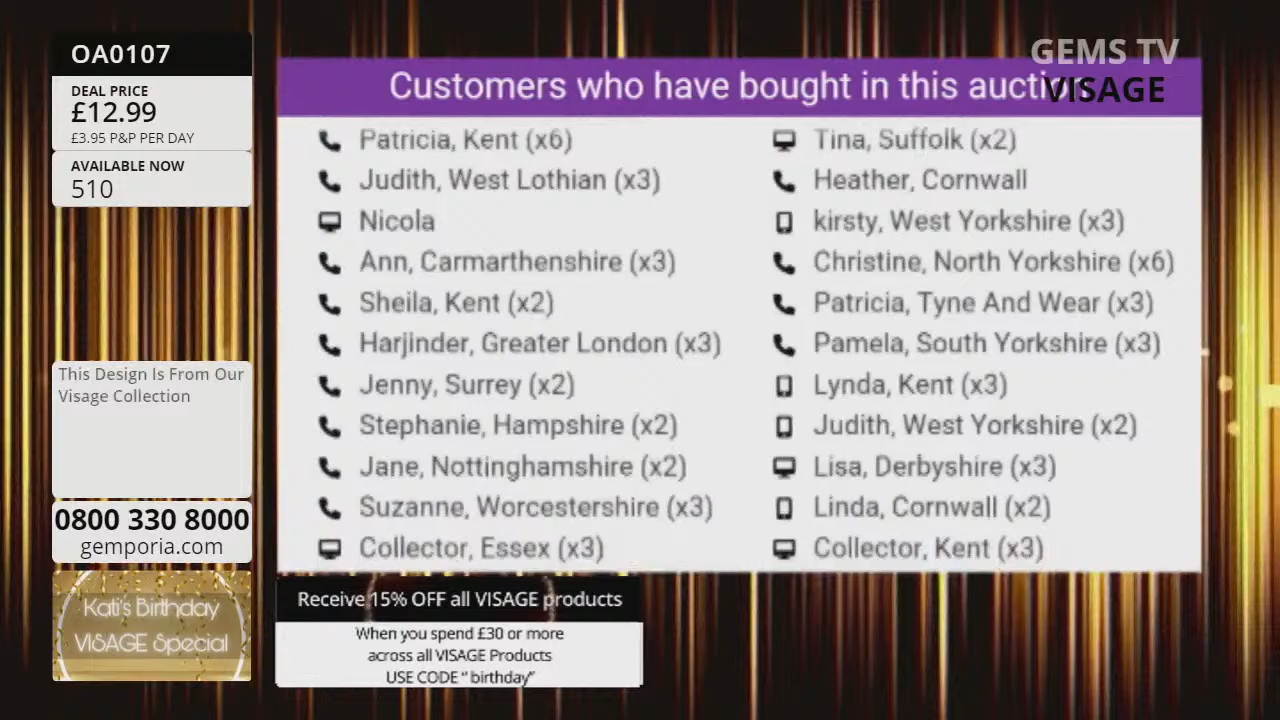 OA0107
DEAL PRICE
£12.99
£3.95 P&P PER DAY
AVAILABLE NOW
510
This Design Is From Our
Visage Collection
0800 330 8000
gemporia.com
Kati's Birthday
VISAGE Special
GEMS TV
VISAGE
Customers who have bought in this auction
Patricia, Kent (x6)
Judith, West Lothian (x3)
Nicola
Ann, Carmarthenshire (x3)
Sheila, Kent (x2)
Harjinder, Greater London (x3)
Jenny, Surrey (x2)
Stephanie, Hampshire (x2)
Jane, Nottinghamshire (x2)
Suzanne, Worcestershire (x3)
Collector, Essex (x3)
Tina, Suffolk (x2)
Heather, Cornwall
kirsty, West Yorkshire (x3)
Christine, North Yorkshire (x6)
Patricia, Tyne And Wear (x3)
Pamela, South Yorkshire (x3)
Lynda, Kent (x3)
Judith, West Yorkshire (x2)
Lisa, Derbyshire (x3)
Linda, Cornwall (x2)
Collector, Kent (x3)
Receive 15% OFF all VISAGE products
When you spend £30 or more
across all VISAGE Products
USE CODE " birthday"